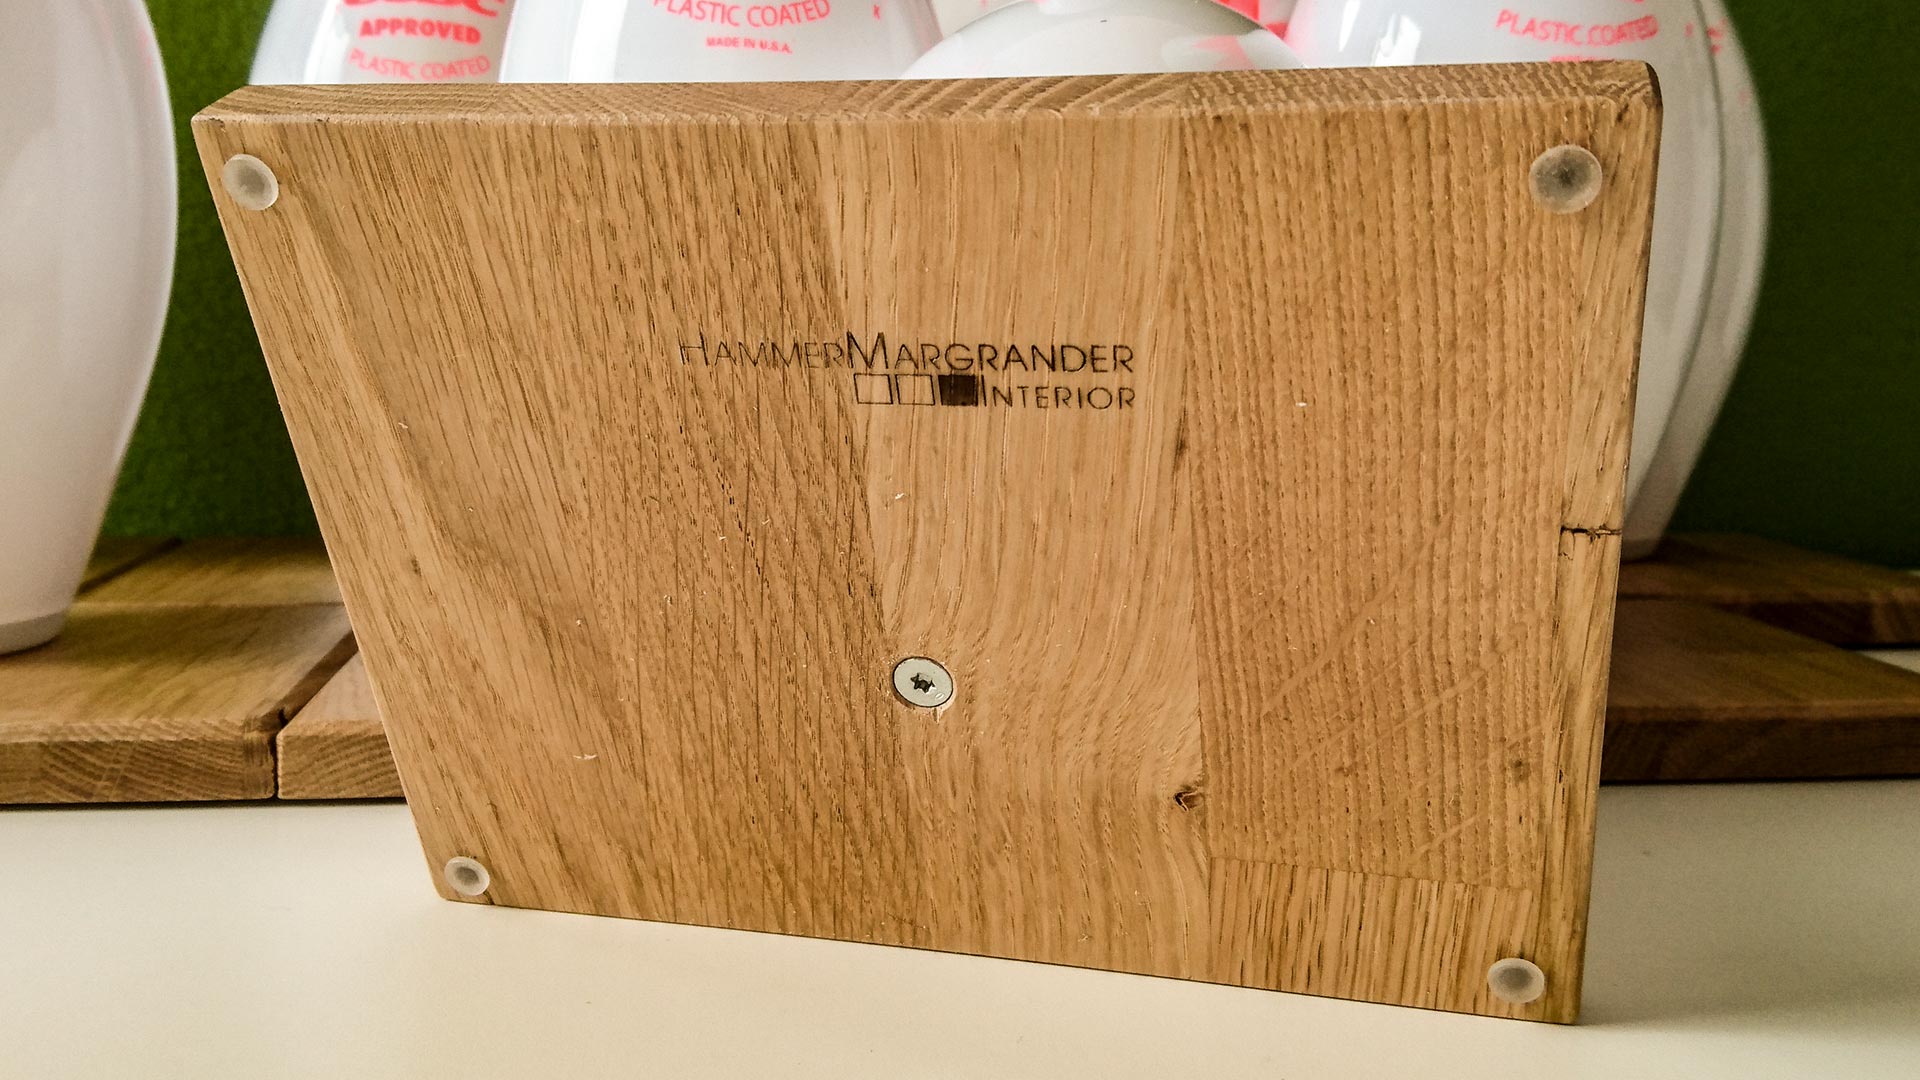 APPROVED
PLASTIC COATED
PLASTIC COATED
MADE IN U.S.A.
PLASTIC COATED
HAMMERMARGRANDER
INTERIOR